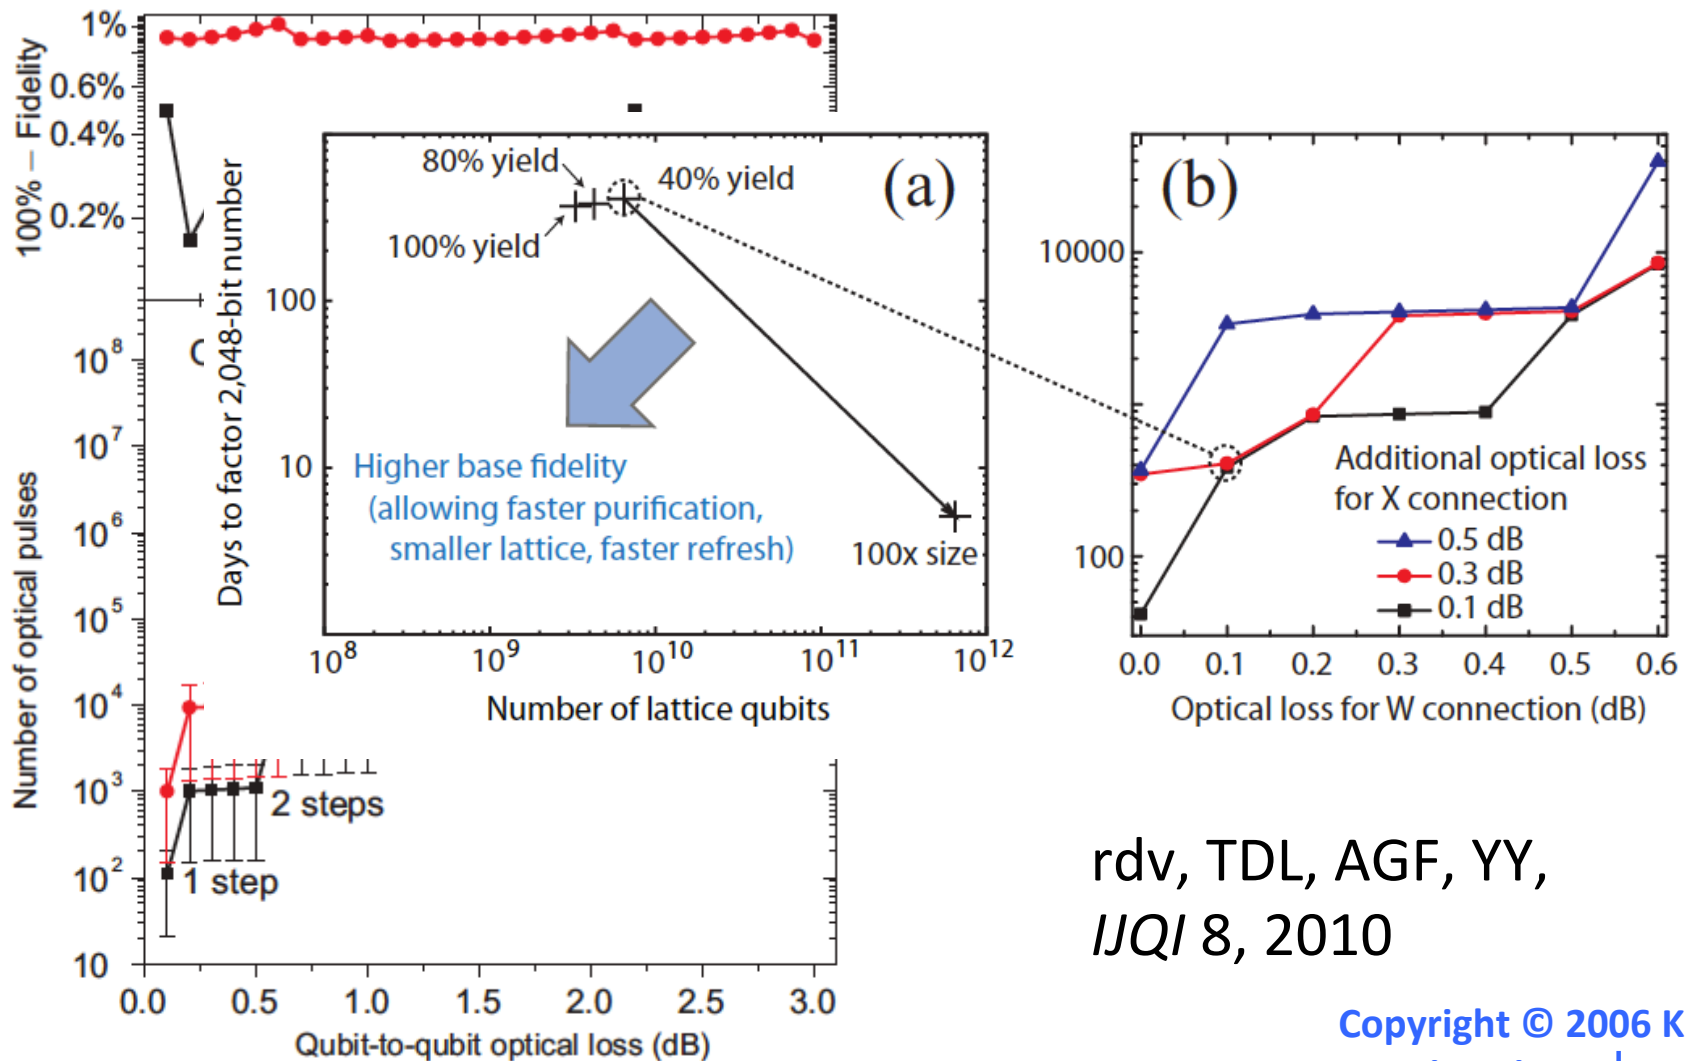 1%
0.6%
0.4%
0.2%
100% – Fidelity
10⁸
10⁷
10⁶
10⁵
10⁴
10³
10²
10
Number of optical pulses
2 steps
1 step
0.0 0.5 1.0 1.5 2.0 2.5 3.0
Qubit-to-qubit optical loss (dB)
Days to factor 2,048-bit number
(a)
80% yield
40% yield
100% yield
100
10
Higher base fidelity
(allowing faster purification,
smaller lattice, faster refresh)
100x size
10⁸ 10⁹ 10¹⁰ 10¹¹ 10¹²
Number of lattice qubits
(b)
10000
100
Additional optical loss
for X connection
0.5 dB
0.3 dB
0.1 dB
0.0 0.1 0.2 0.3 0.4 0.5 0.6
Optical loss for W connection (dB)
rdv, TDL, AGF, YY,
IJQI 8, 2010
Copyright © 2006 K